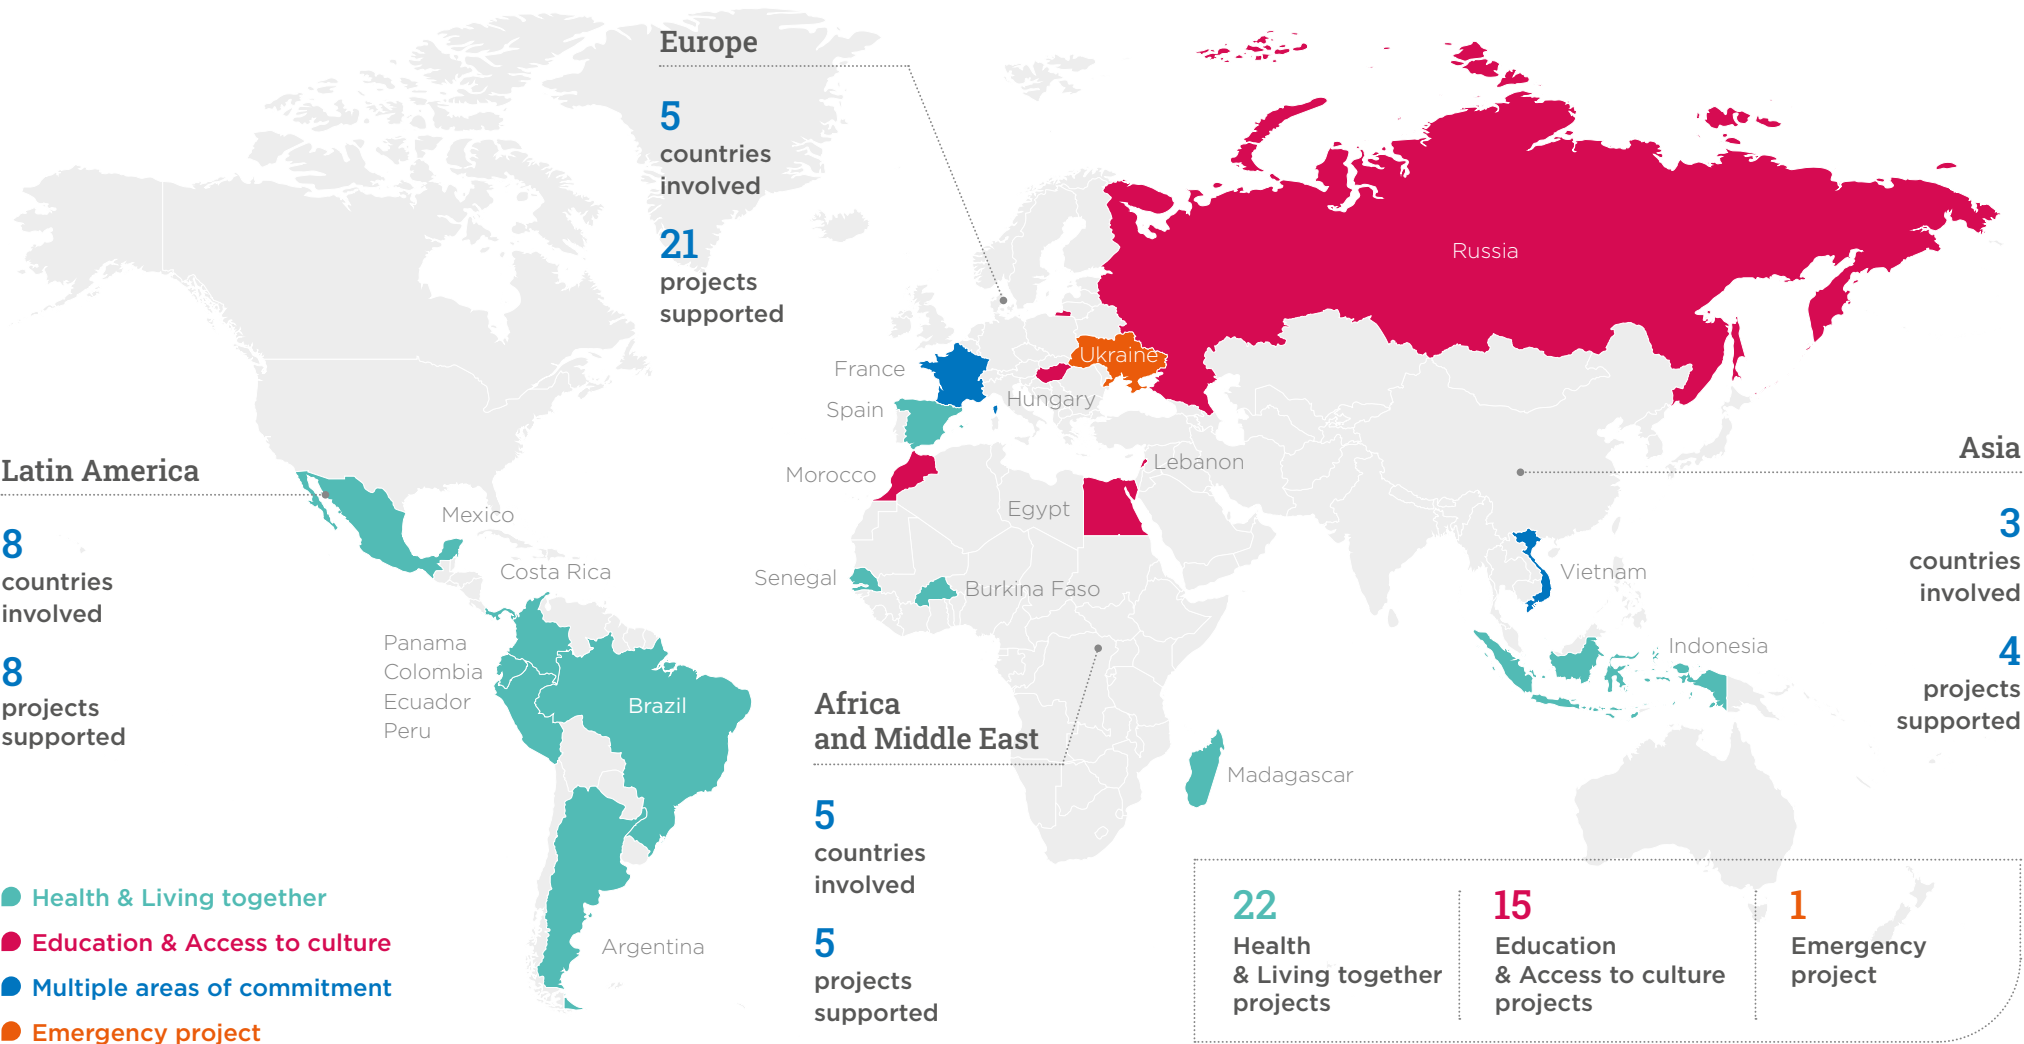 Europe
5
countries
involved
21
projects
supported
Russia
Ukraine
France
Hungary
Spain
Latin America
8
countries
involved
8
projects
supported
Mexico
Costa Rica
Panama
Colombia
Ecuador
Peru
Brazil
Argentina
Morocco
Lebanon
Egypt
Senegal
Burkina Faso
Madagascar
Africa
and Middle East
5
countries
involved
5
projects
supported
Asia
3
countries
involved
4
projects
supported
Vietnam
Indonesia
Health & Living together
Education & Access to culture
Multiple areas of commitment
Emergency project
22
Health
& Living together
projects
15
Education
& Access to culture
projects
1
Emergency
project